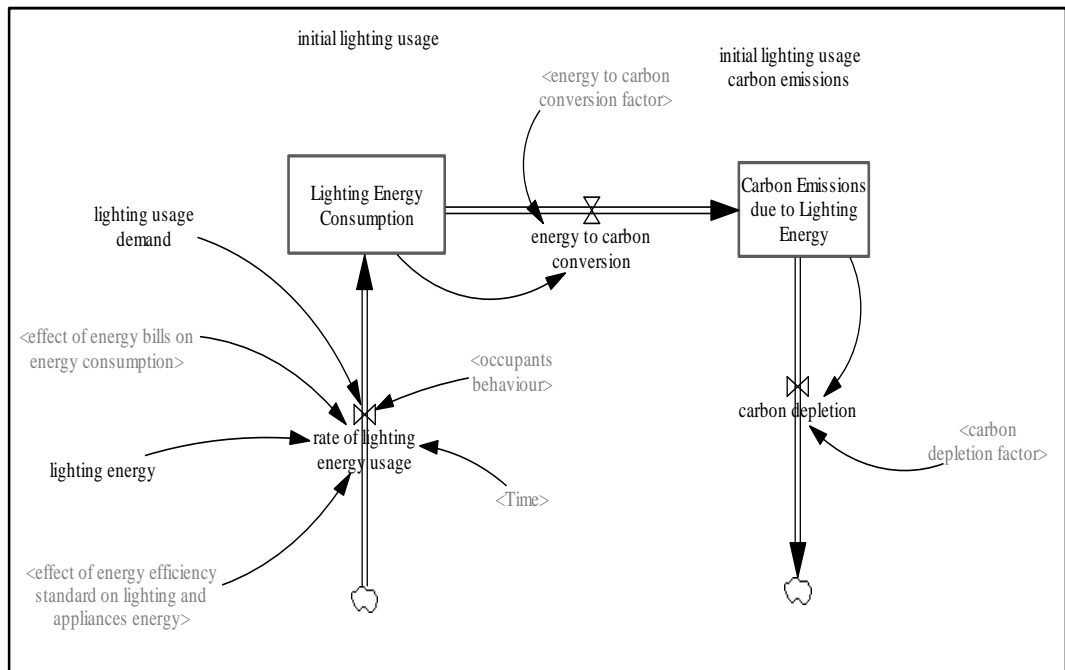 initial lighting usage
initial lighting usage
carbon emissions
<energy to carbon
conversion factor>
Lighting Energy
Consumption
Carbon Emissions
due to Lighting
Energy
lighting usage
demand
energy to carbon
conversion
<effect of energy bills on
energy consumption>
<occupants
behaviour>
carbon depletion
rate of lighting
energy usage
lighting energy
<carbon
depletion factor>
<Time>
<effect of energy efficiency
standard on lighting and
appliances energy>